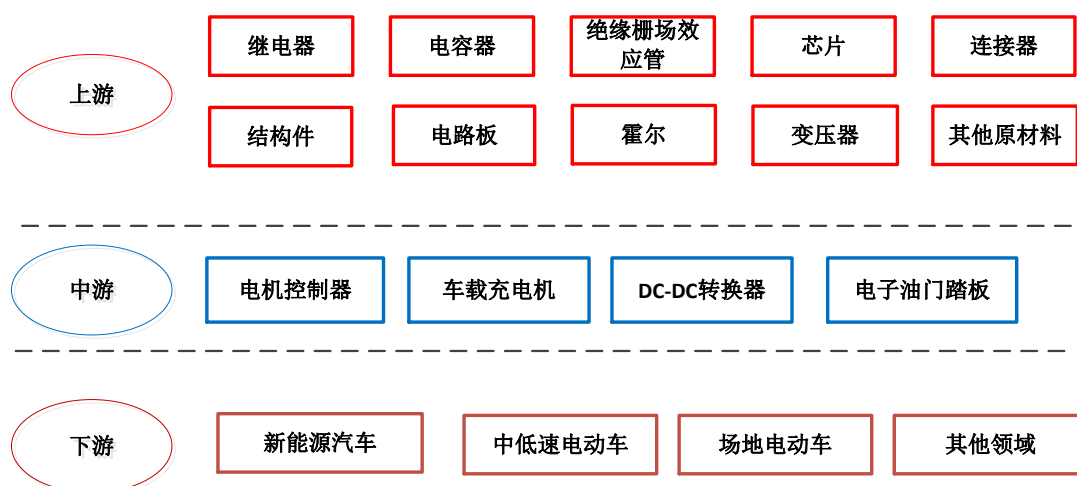 继电器
电容器
绝缘栅场效
应管
芯片
连接器
上游
结构件
电路板
霍尔
变压器
其他原材料
中游
电机控制器
车载充电机
DC-DC转换器
电子油门踏板
下游
新能源汽车
中低速电动车
场地电动车
其他领域